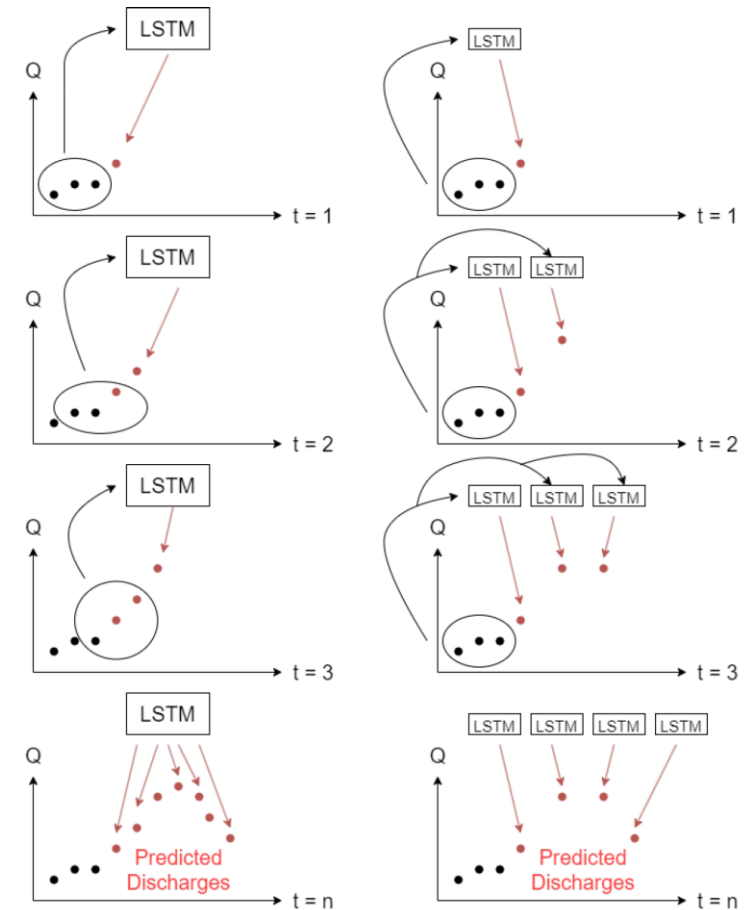 LSTM
Q
t = 1
LSTM
Q
t = 1
LSTM
Q
t = 2
LSTM
LSTM
Q
t = 2
LSTM
Q
t = 3
LSTM
LSTM
LSTM
Q
t = 3
LSTM
Q
Predicted
Discharges
t = n
LSTM
LSTM
LSTM
LSTM
Q
Predicted
Discharges
t = n